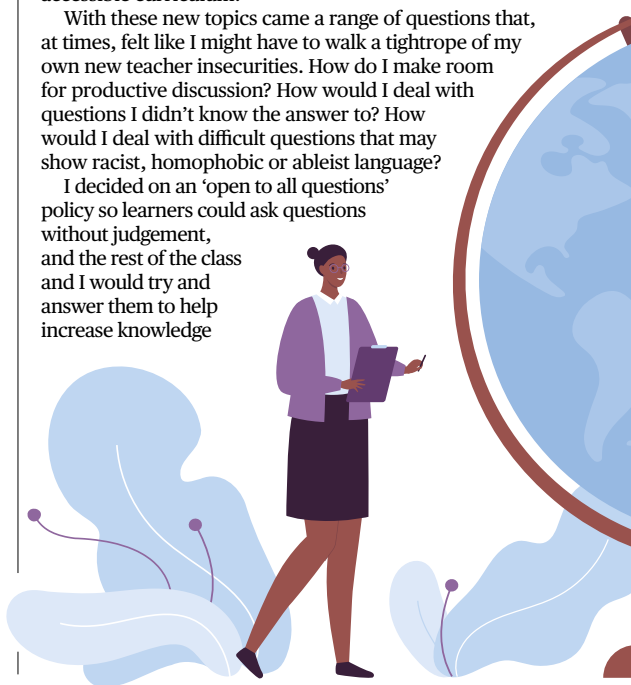 With these new topics came a range of questions that,
at times, felt like I might have to walk a tightrope of my
own new teacher insecurities. How do I make room
for productive discussion? How would I deal with
questions I didn’t know the answer to? How
would I deal with difficult questions that may
show racist, homophobic or ableist language?
I decided on an ‘open to all questions’
policy so learners could ask questions
without judgement,
and the rest of the class
and I would try and
answer them to help
increase knowledge